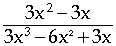 3x² − 3x
3x³ − 6x² + 3x